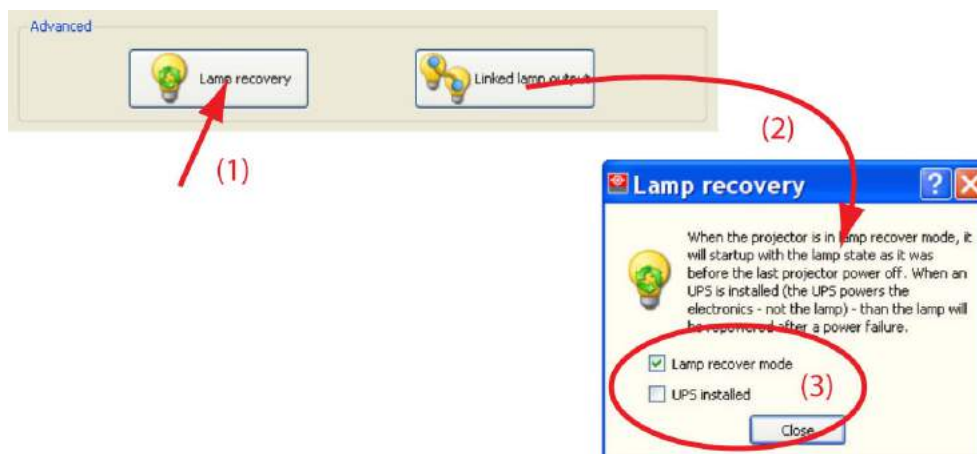 Advanced
Lamp recovery
Linked lamp output
(1)
(2)
Lamp recovery
When the projector is in lamp recover mode, it
will startup with the lamp state as it was
before the last projector power off. When an
UPS is installed (the UPS powers the
electronics - not the lamp) - than the lamp will
be repowered after a power failure.
Lamp recover mode
UPS installed
(3)
Close